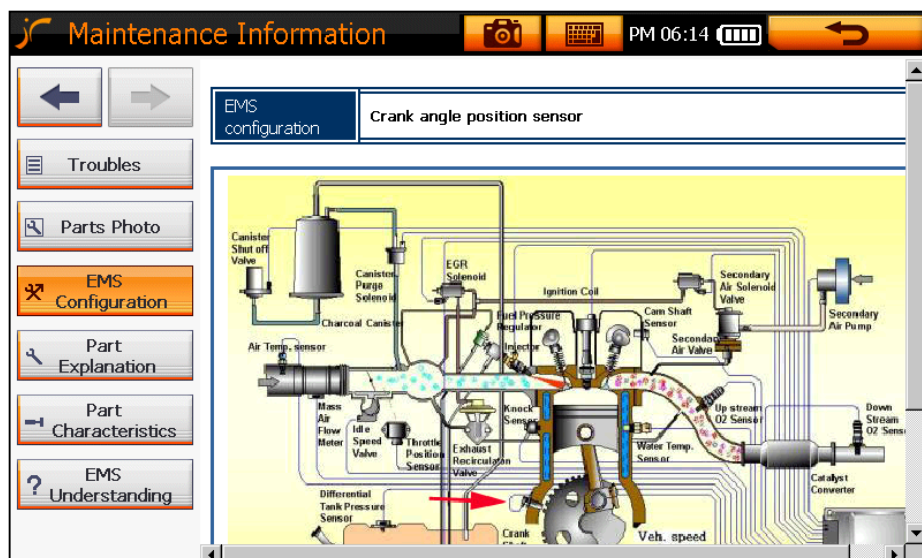 Maintenance Information
PM 06:14
Troubles
Parts Photo
EMS
Configuration
Part
Explanation
Part
Characteristics
EMS
Understanding
EMS
configuration
Crank angle position sensor
Canister
Shut off
Valve
Canister
Purge
Solenoid
EGR
Solenoid
Ignition Coil
Secondary
Air Solenoid
Valve
Charcoal Canister
Fuel Pressure
Regulator
Cam Shaft
Sensor
Secondary
Air Pump
Air Temp. sensor
Injector
Secondary
Air Valve
Mass
Air
Flow
Meter
Idle
Speed
Valve
Throttle
Position
Sensor
Knock
Sensor
Exhaust
Recirculatan
Valve
Water Temp.
Sensor
Up stream
O2 Sensor
Down
Stream
O2 Sens
Catalyst
Converter
Differential
Tank Pressure
Sensor
Crank
Veh. speed